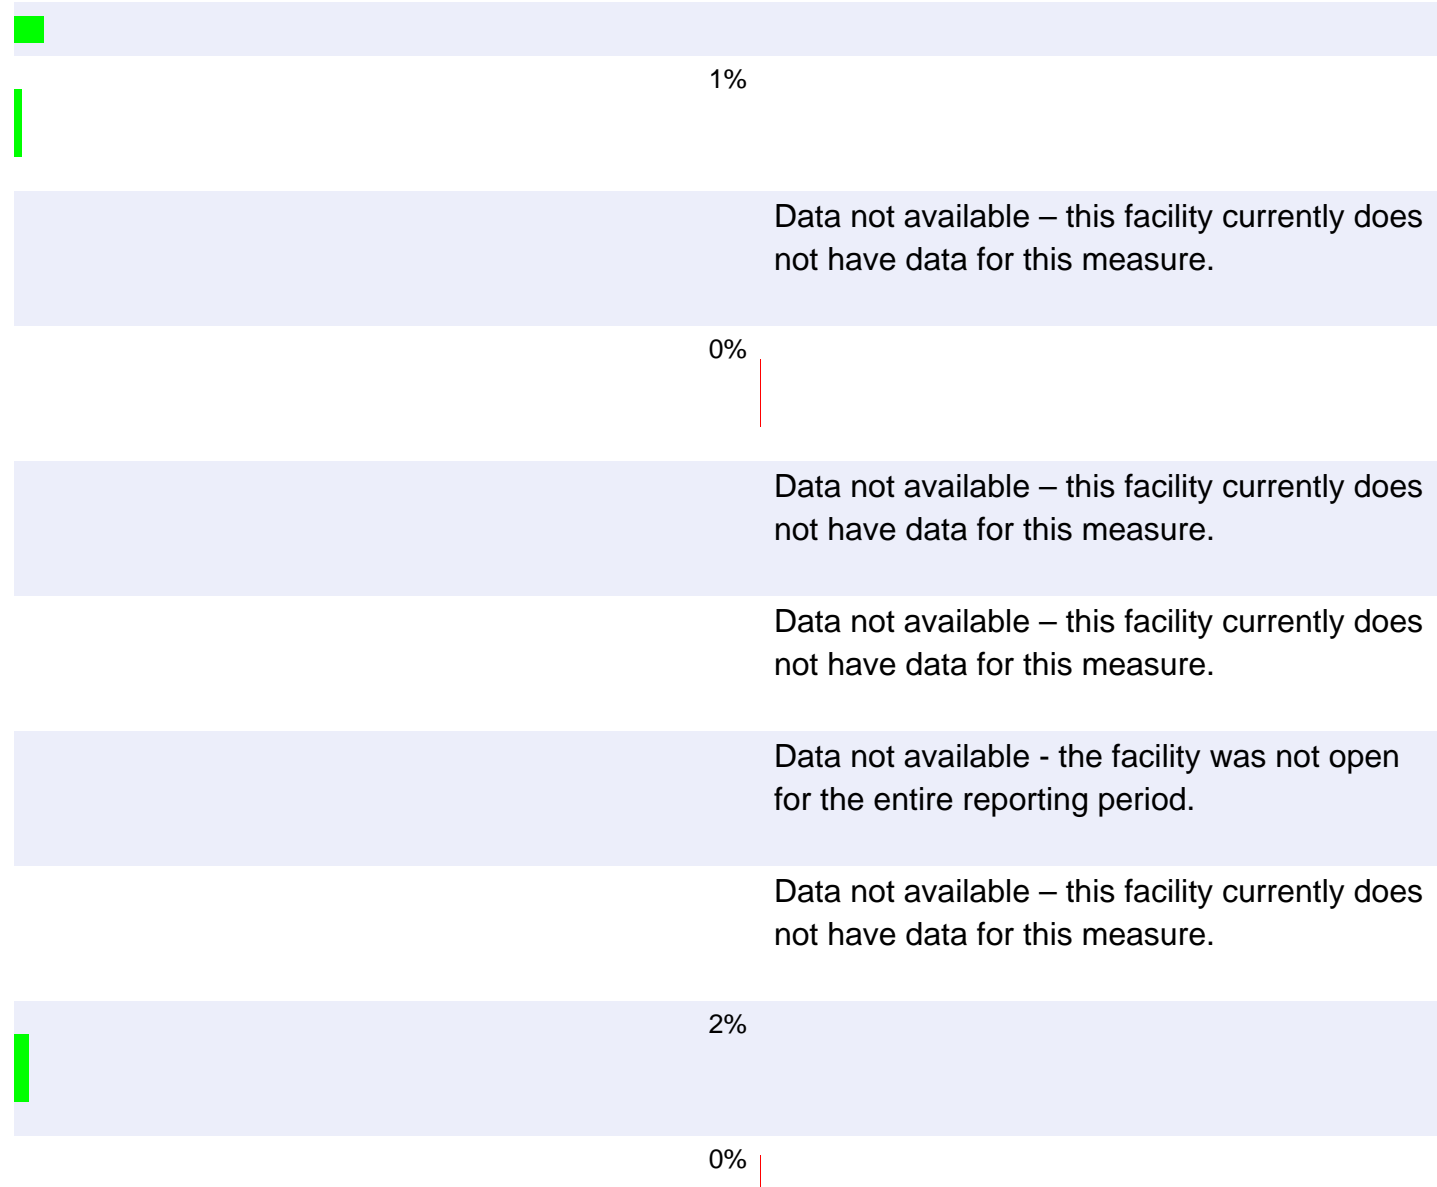 1%
Data not available – this facility currently does
not have data for this measure.
0%
Data not available – this facility currently does
not have data for this measure.
Data not available – this facility currently does
not have data for this measure.
Data not available - the facility was not open
for the entire reporting period.
Data not available – this facility currently does
not have data for this measure.
2%
0%